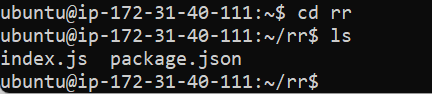 ubuntu@ip-172-31-40-111:~$ cd rr
ubuntu@ip-172-31-40-111:~/rr$ ls
index.js  package.json
ubuntu@ip-172-31-40-111:~/rr$